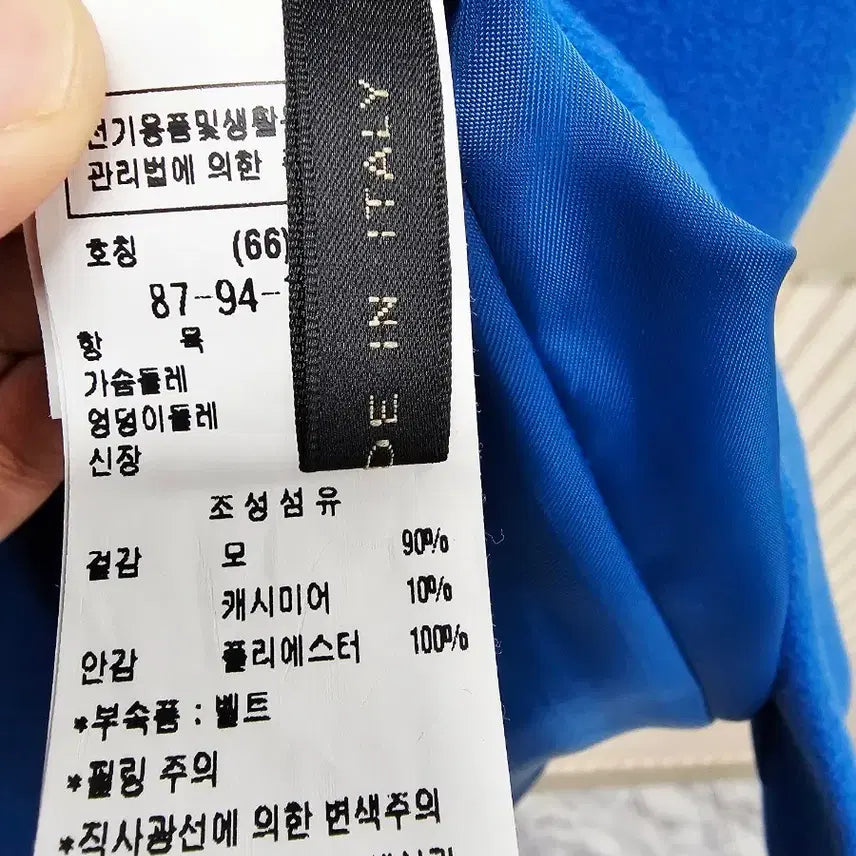 전기용품및생활
관리법에 의한
호칭 (66)
87-94-
항 목
가슴둘레
엉덩이둘레
신장
DE IN ITALY
조성섬유
겉감 모 90%
캐시미어 10%
안감 폴리에스터 100%
*부속품 : 벨트
*필링 주의
*직사광선에 의한 변색주의